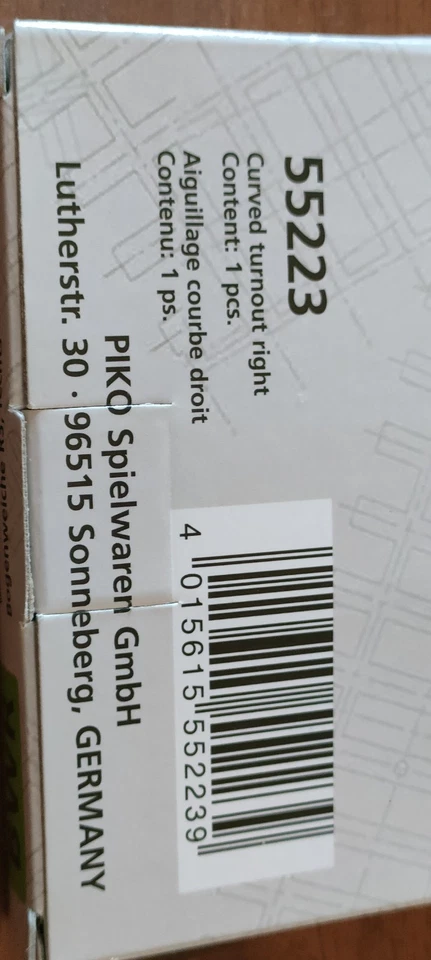 55223
Curved turnout right
Content: 1 pcs.
Aiguillage courbe droit
Contenu: 1 ps.
4 015615 552239
PIKO Spielwaren GmbH
Lutherstr. 30 · 96515 Sonneberg, GERMANY